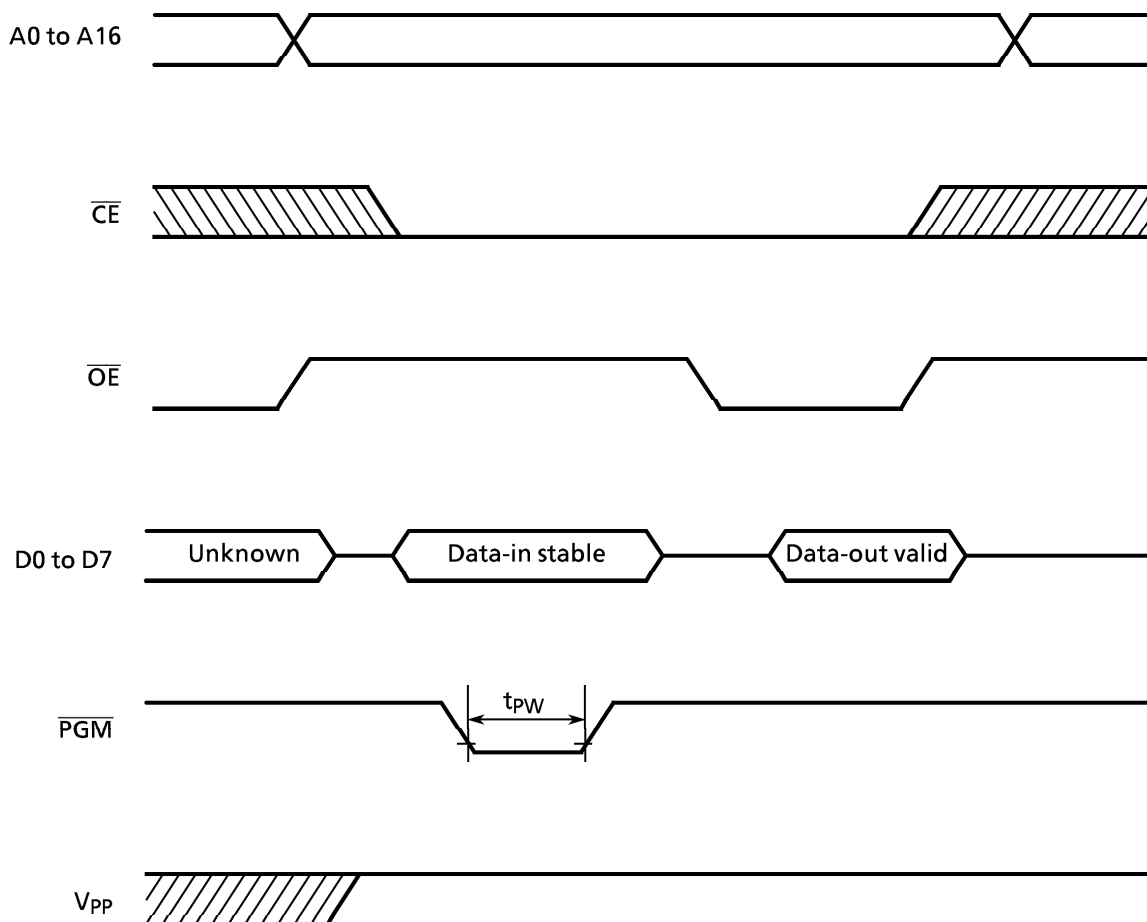 A0 to A16
CE
OE
D0 to D7
Unknown
Data-in stable
Data-out valid
PGM
tPW
VPP